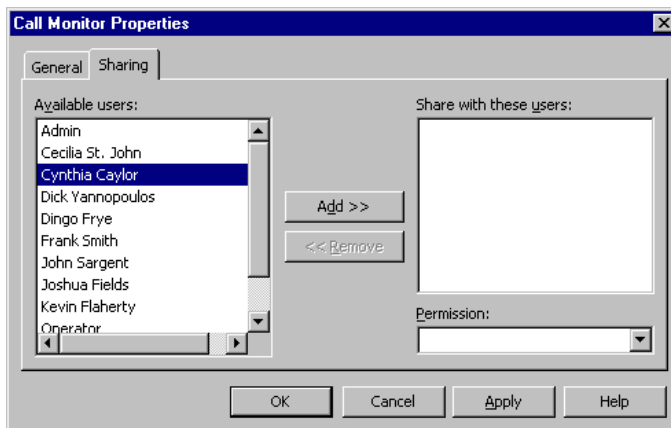 Call Monitor Properties
General Sharing
Available users:
Share with these users:
Admin
Cecilia St. John
Cynthia Caylor
Dick Yannopoulos
Dingo Frye
Frank Smith
John Sargent
Joshua Fields
Kevin Flaherty
Operator
Add >>
<< Remove
Permission:
OK Cancel Apply Help